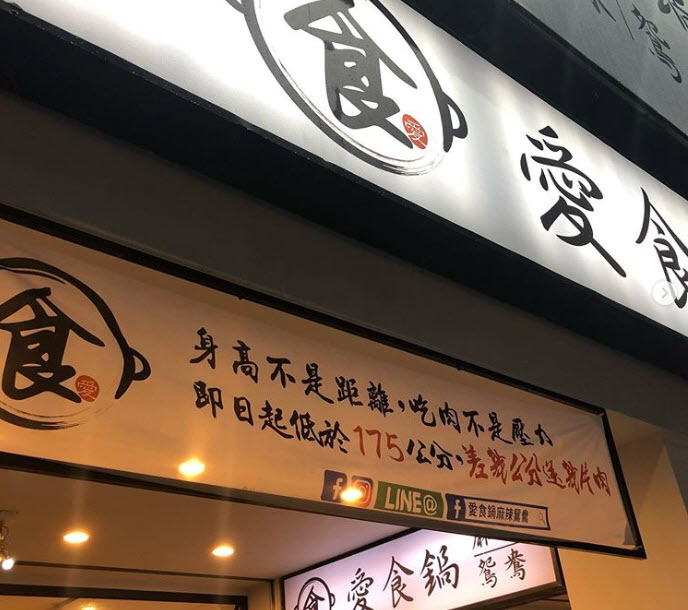 食
愛
愛食
鴛
食
愛
身高不是距離，吃肉不是壓力
即日起低於175公分，差幾公分送幾片肉
LINE@
愛食鍋麻辣鴛鴦
食
愛食鍋
鴛鴦